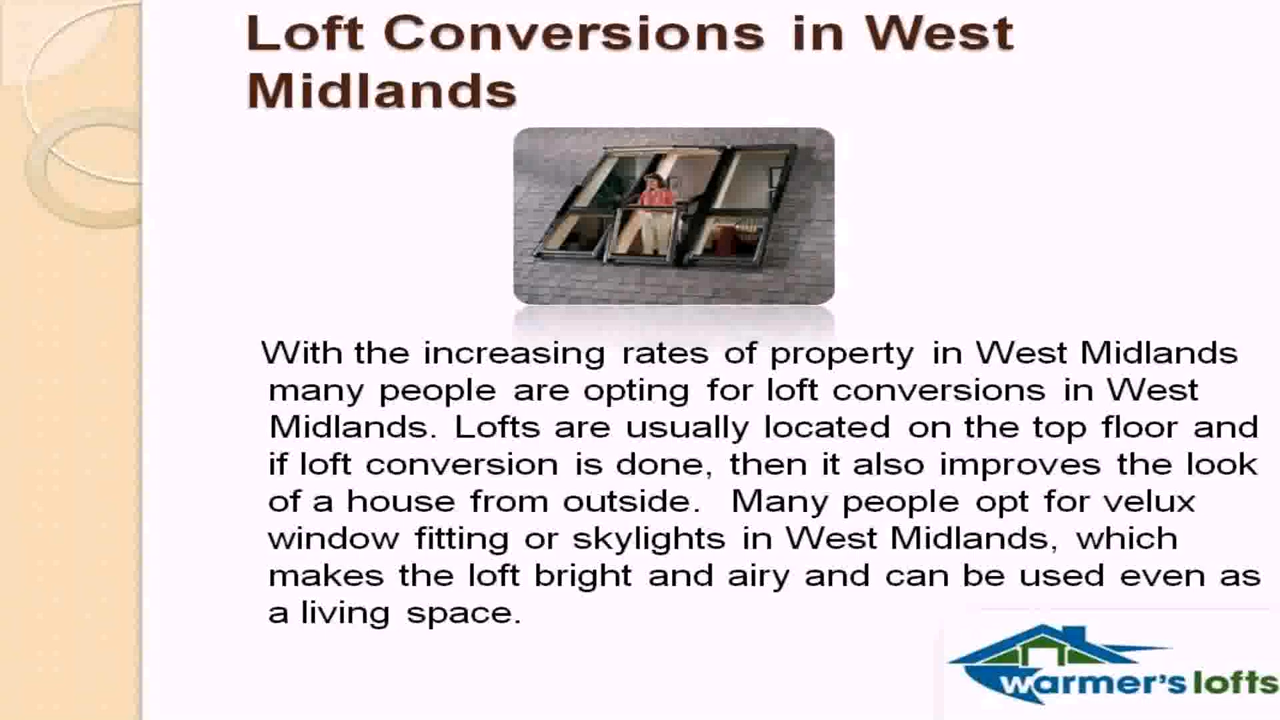 Loft Conversions in West
Midlands
With the increasing rates of property in West Midlands
many people are opting for loft conversions in West
Midlands. Lofts are usually located on the top floor and
if loft conversion is done, then it also improves the look
of a house from outside. Many people opt for velux
window fitting or skylights in West Midlands, which
makes the loft bright and airy and can be used even as
a living space.
warmer's lofts